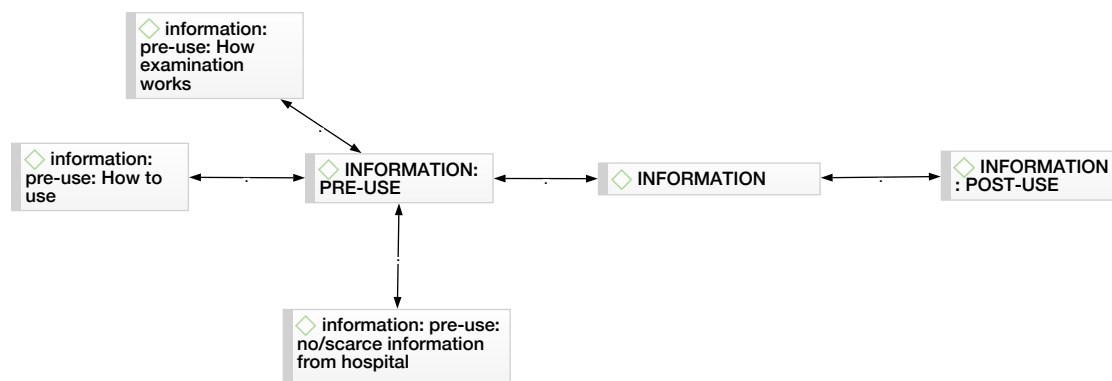 information:
pre-use: How
examination
works
information:
pre-use: How to
use
INFORMATION:
PRE-USE
INFORMATION
INFORMATION
: POST-USE
information: pre-use:
no/scarce information
from hospital